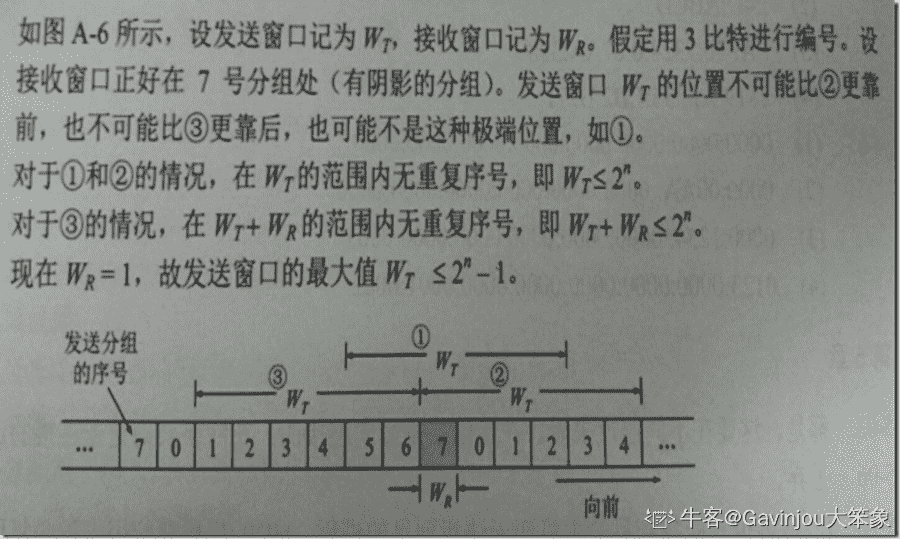 如图 A-6 所示，设发送窗口记为 W_T，接收窗口记为 W_R。假定用 3 比特进行编号。设
接收窗口正好在 7 号分组处（有阴影的分组）。发送窗口 W_T 的位置不可能比②更靠
前，也不可能比③更靠后，也可能不是这种极端位置，如①。
对于①和②的情况，在 W_T 的范围内无重复序号，即 W_T≤2ⁿ。
对于③的情况，在 W_T+W_R 的范围内无重复序号，即 W_T+W_R≤2ⁿ。
现在 W_R=1，故发送窗口的最大值 W_T ≤2ⁿ−1。
发送分组
的序号
① W_T
③ W_T
② W_T
… 7 0 1 2 3 4 5 6 7 0 1 2 3 4 …
W_R
向前
牛客@Gavinjou大笨象